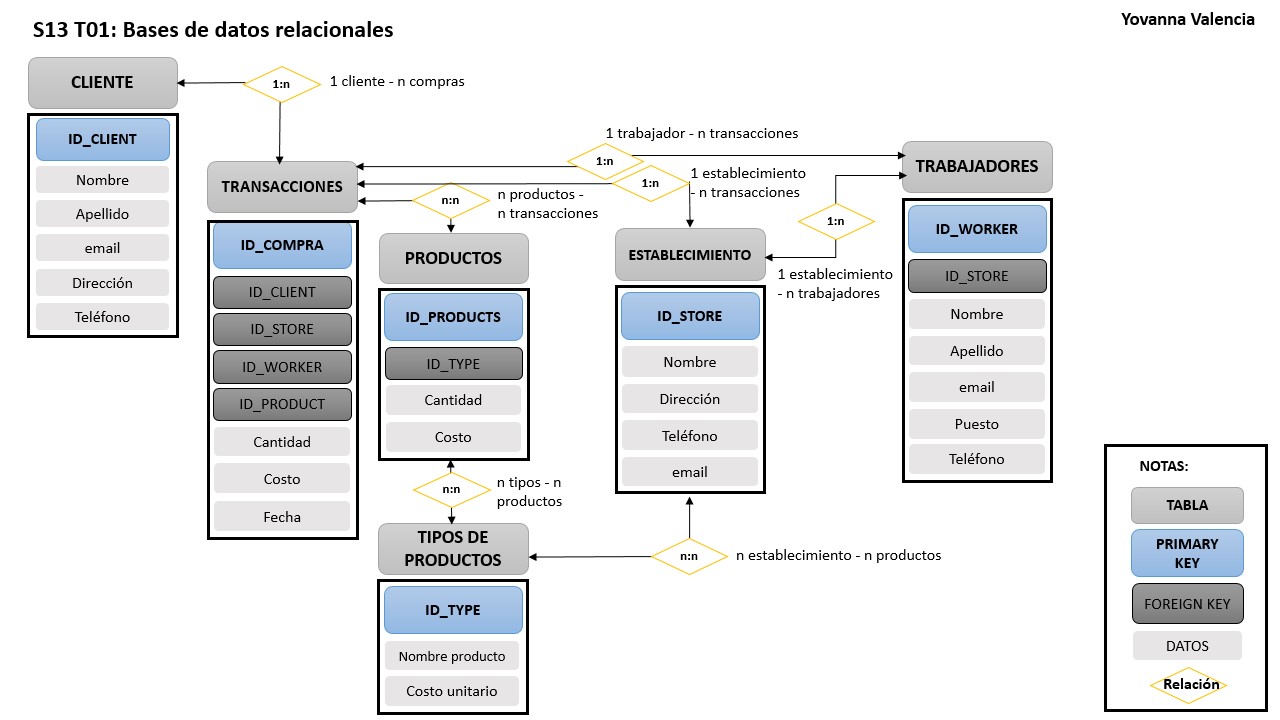 Yovanna Valencia
S13 T01: Bases de datos relacionales
CLIENTE
1:n
1 cliente - n compras
ID_CLIENT
Nombre
Apellido
email
Dirección
Teléfono
TRANSACCIONES
ID_COMPRA
ID_CLIENT
ID_STORE
ID_WORKER
ID_PRODUCT
Cantidad
Costo
Fecha
1 trabajador - n transacciones
1:n
1:n
1 establecimiento
- n transacciones
n:n
n productos -
n transacciones
PRODUCTOS
ID_PRODUCTS
ID_TYPE
Cantidad
Costo
n:n
n tipos - n
productos
TIPOS DE
PRODUCTOS
ID_TYPE
Nombre producto
Costo unitario
ESTABLECIMIENTO
ID_STORE
Nombre
Dirección
Teléfono
email
n:n
n establecimiento - n productos
1:n
1 establecimiento
- n trabajadores
TRABAJADORES
ID_WORKER
ID_STORE
Nombre
Apellido
email
Puesto
Teléfono
NOTAS:
TABLA
PRIMARY
KEY
FOREIGN KEY
DATOS
Relación